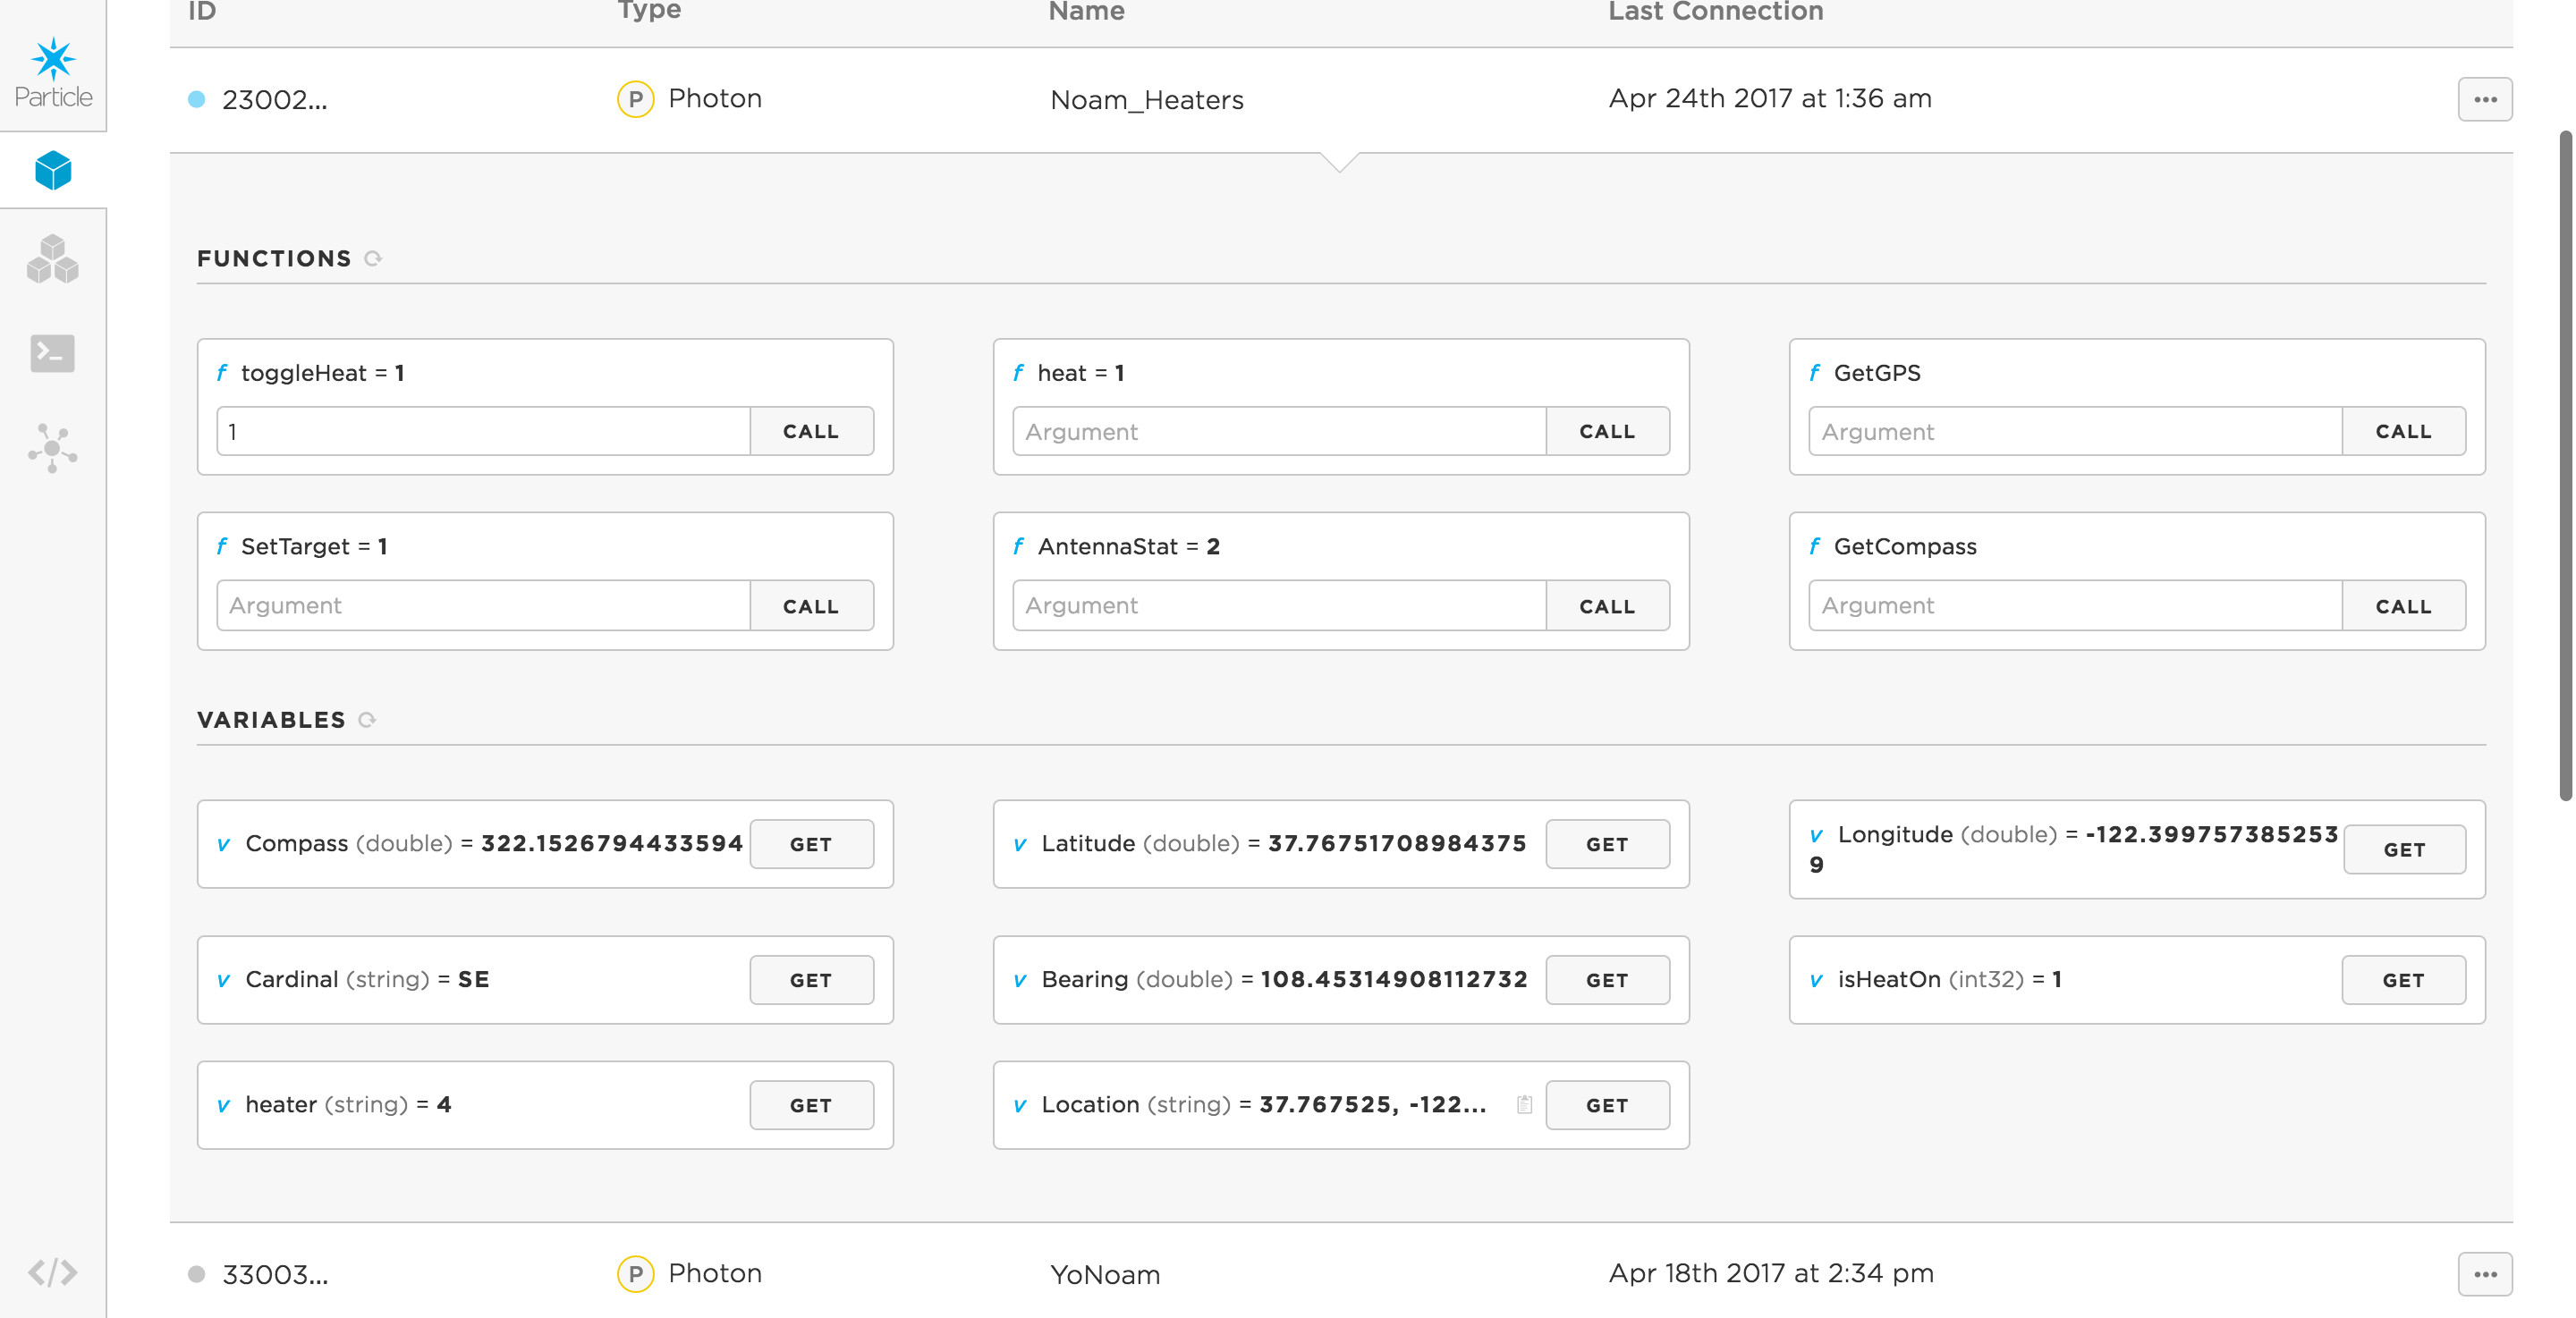 ID Type Name Last Connection
Particle
23002... P Photon Noam_Heaters Apr 24th 2017 at 1:36 am ...
FUNCTIONS
f toggleHeat = 1 f heat = 1 f GetGPS
1 CALL Argument CALL Argument CALL
f SetTarget = 1 f AntennaStat = 2 f GetCompass
Argument CALL Argument CALL Argument CALL
VARIABLES
v Compass (double) = 322.1526794433594 GET v Latitude (double) = 37.76751708984375 GET v Longitude (double) = -122.399757385253
9 GET
v Cardinal (string) = SE GET v Bearing (double) = 108.45314908112732 GET v isHeatOn (int32) = 1 GET
v heater (string) = 4 GET v Location (string) = 37.767525, -122... GET
33003... P Photon YoNoam Apr 18th 2017 at 2:34 pm ...